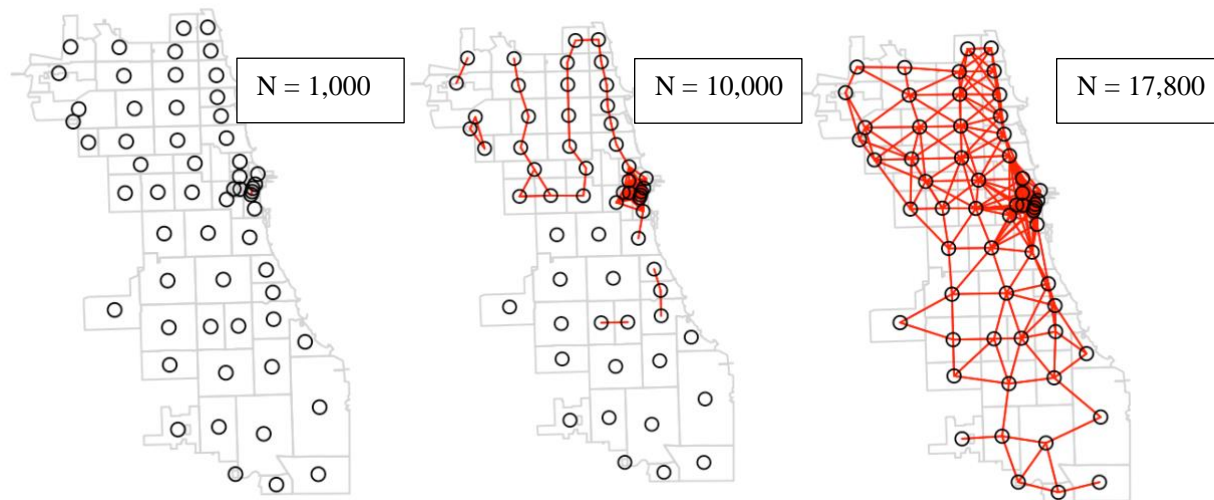 N = 1,000
N = 10,000
N = 17,800